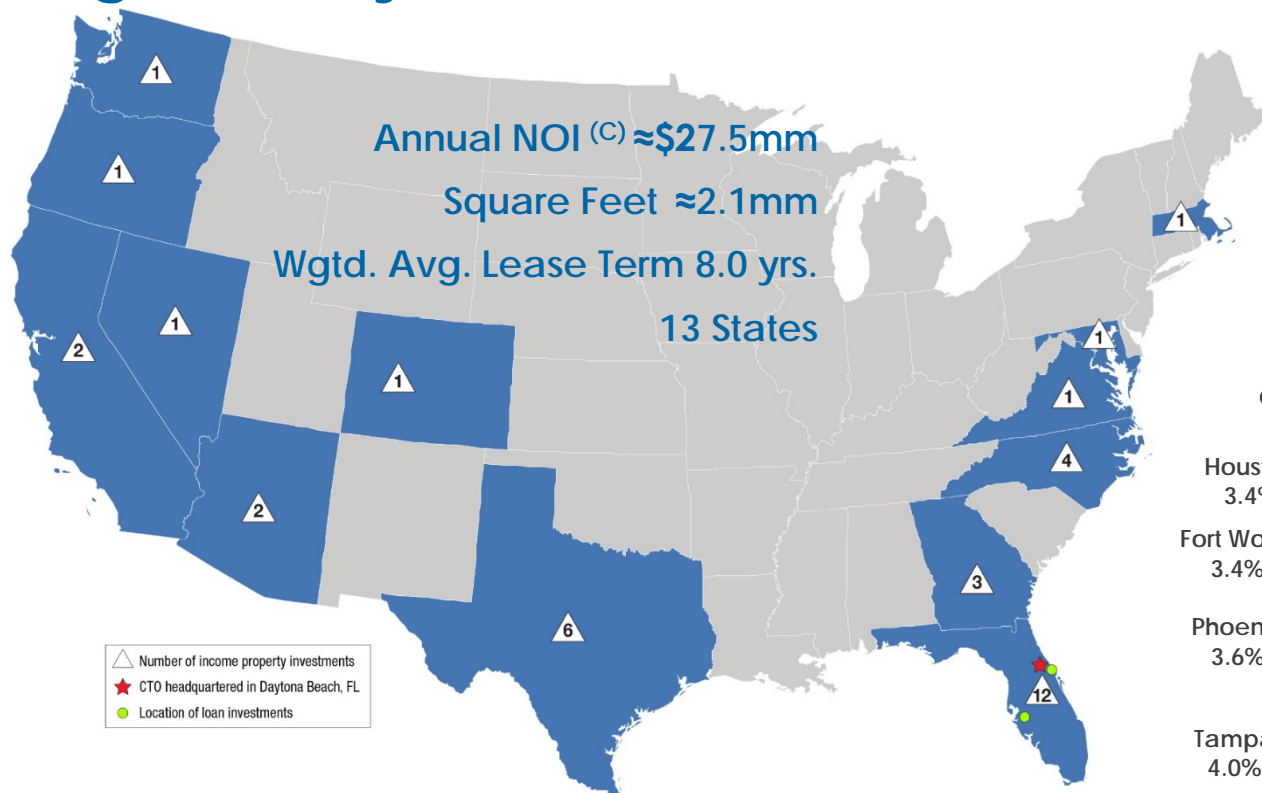 1
1
Annual NOI (C) ≈$27.5mm
Square Feet ≈2.1mm
Wgtd. Avg. Lease Term 8.0 yrs.
13 States
1
1
2
1
1
1
4
2
3
6
12
3.4%
3.4%
3.6%
Tampa
4.0%
Number of income property investments
CTO headquartered in Daytona Beach, FL
Location of loan investments